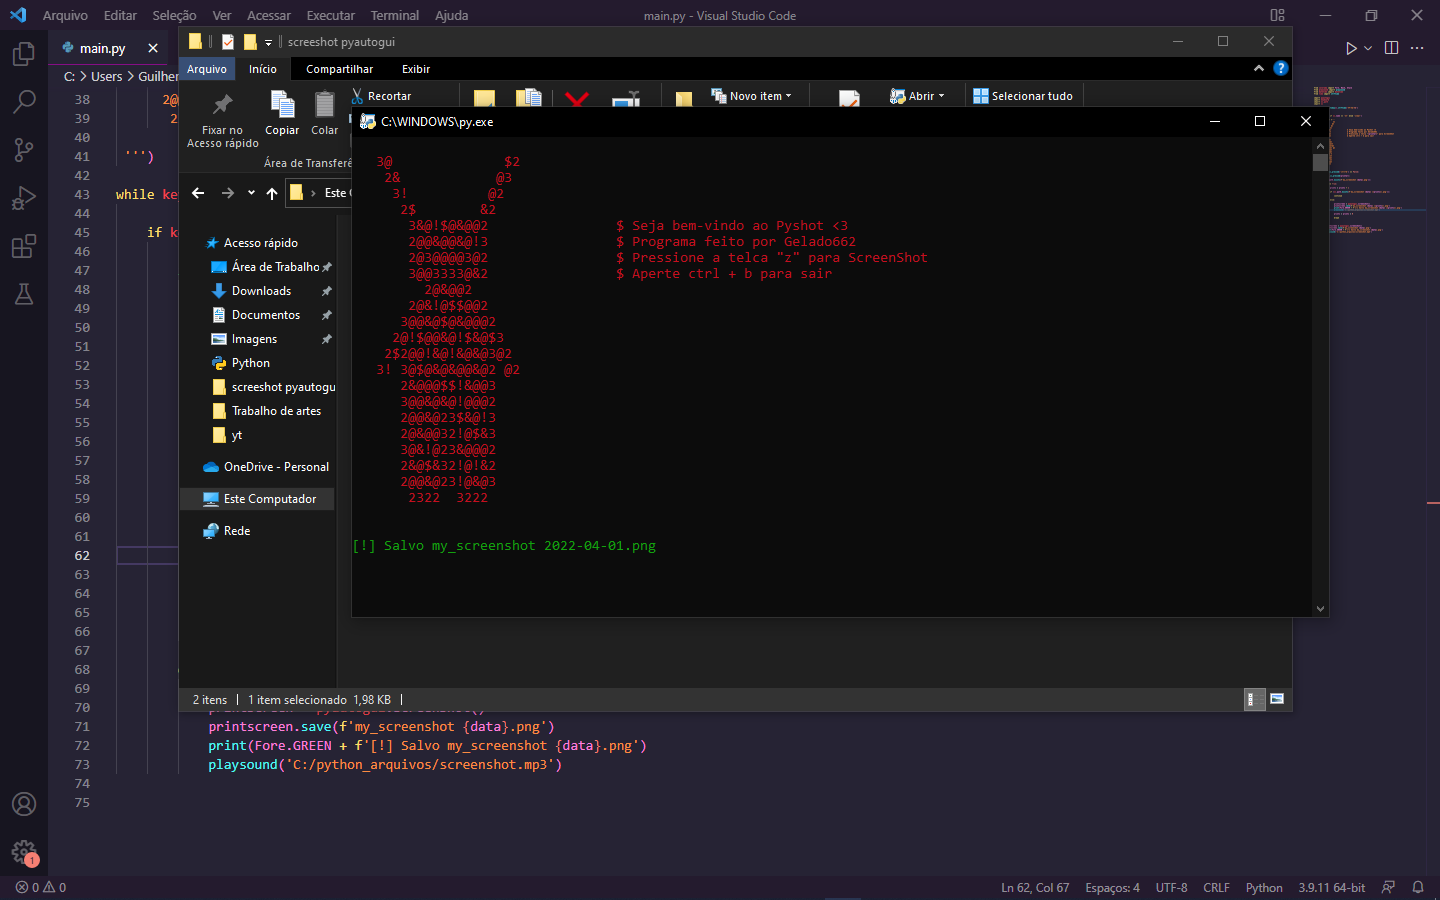 Arquivo Editar Seleção Ver Acessar Executar Terminal Ajuda
main.py - Visual Studio Code
main.py
C: > Users > Guilher
screeshot pyautogui
Arquivo Início Compartilhar Exibir
Fixar no
Acesso rápido
Copiar
Colar
Recortar
Novo item
Abrir
Selecionar tudo
Área de Transferê
Este C
Acesso rápido
Área de Trabalho
Downloads
Documentos
Imagens
Python
screeshot pyautogu
Trabalho de artes
yt
OneDrive - Personal
Este Computador
Rede
2 itens
1 item selecionado 1,98 KB
C:\WINDOWS\py.exe
3@              $2
2&            @3
3!          @2
2$        &2
3&@!$@&@@2 $ Seja bem-vindo ao Pyshot <3
2@@&@@&@!3 $ Programa feito por Gelado662
2@3@@@@3@2 $ Pressione a telca "z" para ScreenShot
3@@3333@&2 $ Aperte ctrl + b para sair
2@&@@2
2@&!@$$@@2
3@@&@$@&@@@2
2@!$@@&@!$&@$3
2$2@@!&@!&@&@3@2
3! 3@$@&@&@@&@2 @2
2&@@@$$!&@@3
3@@&@&@!@@@2
2@@&@23$&@!3
2@&@@32!@$&3
3@&!@23&@@@2
2&@$&32!@!&2
2@@&@23!@&@3
2322  3222
[!] Salvo my_screenshot 2022-04-01.png
38 2@
39 2
40
41 ''')
42
43 while ke
44
45 if k
46
47
48
49
50
51
52
53
54
55
56
57
58
59
60
61
62
63
64
65
66
67
68
69
70
71 printscreen.save(f'my_screenshot {data}.png')
72 print(Fore.GREEN + f'[!] Salvo my_screenshot {data}.png')
73 playsound('C:/python_arquivos/screenshot.mp3')
74
75
1
0 0
Ln 62, Col 67 Espaços: 4 UTF-8 CRLF Python 3.9.11 64-bit